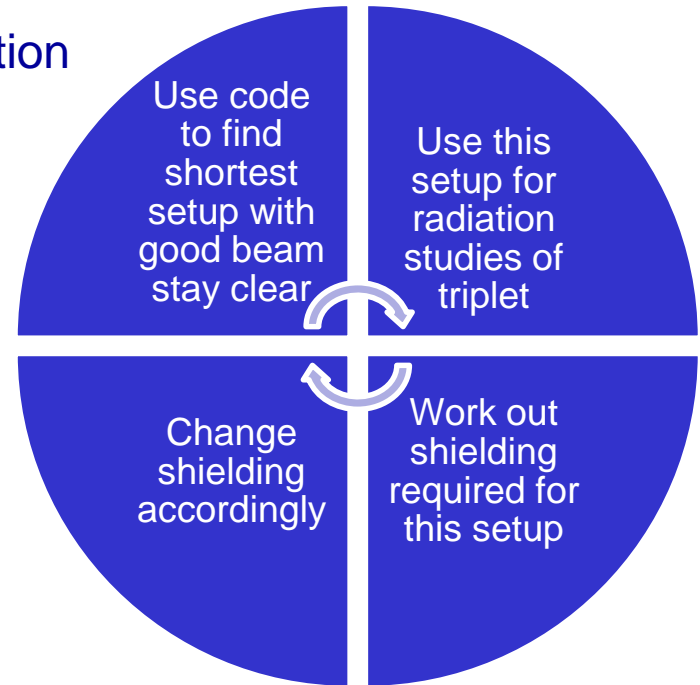 tion
Use code
to find
shortest
setup with
good beam
stay clear
Use this
setup for
radiation
studies of
triplet
Work out
shielding
required for
this setup
Change
shielding
accordingly